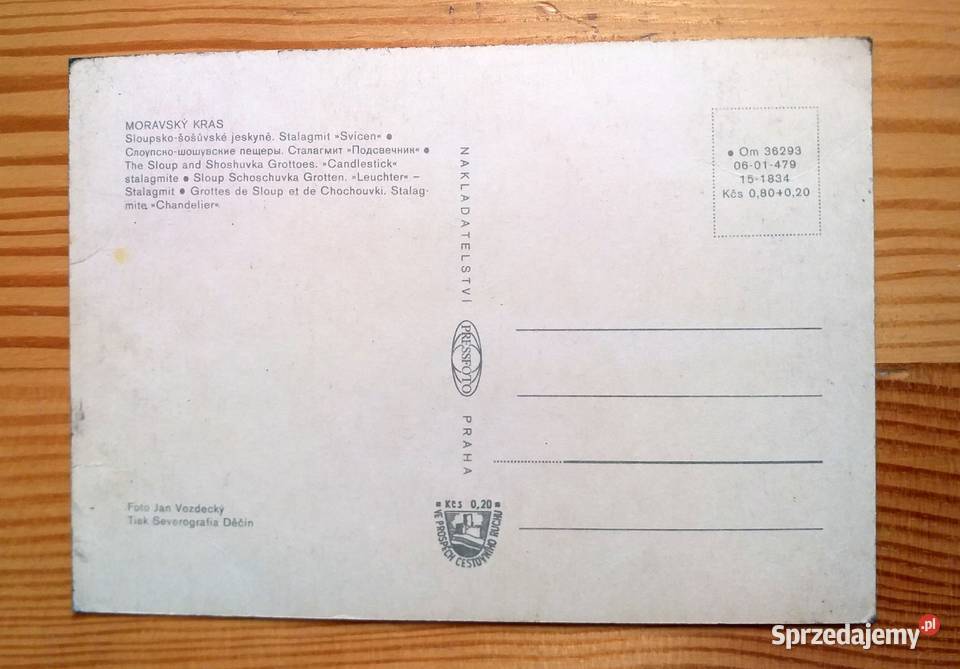 MORAVSKÝ KRAS
Sloupsko-šošůvské jeskyně. Stalagmit »Svícen« ●
Слоупско-шошувские пещеры. Сталагмит "Подсвечник" ●
The Sloup and Shoshuvka Grottoes. »Candlestick«
stalagmite ● Sloup Schoschuvka Grotten. »Leuchter« –
Stalagmit ● Grottes de Sloup et de Chochouvki. Stalag-
mite »Chandelier«
NAKLADATELSTVÍ
PRESSFOTO
PRAHA
● Om 36293
06-01-479
15-1834
Kčs 0,80+0,20
Foto Jan Vozdecký
Tisk Severografia Děčín
Kčs 0,20
VE PROSPĚCH CESTOVNÍHO RUCHU
Sprzedajemy.pl